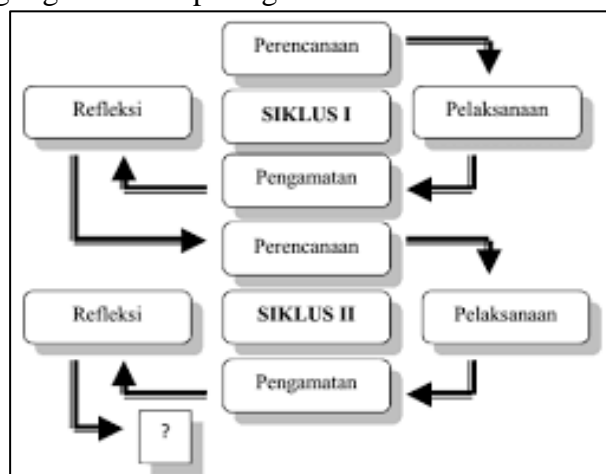 Perencanaan
Refleksi
SIKLUS I
Pelaksanaan
Pengamatan
Perencanaan
Refleksi
SIKLUS II
Pelaksanaan
Pengamatan
?